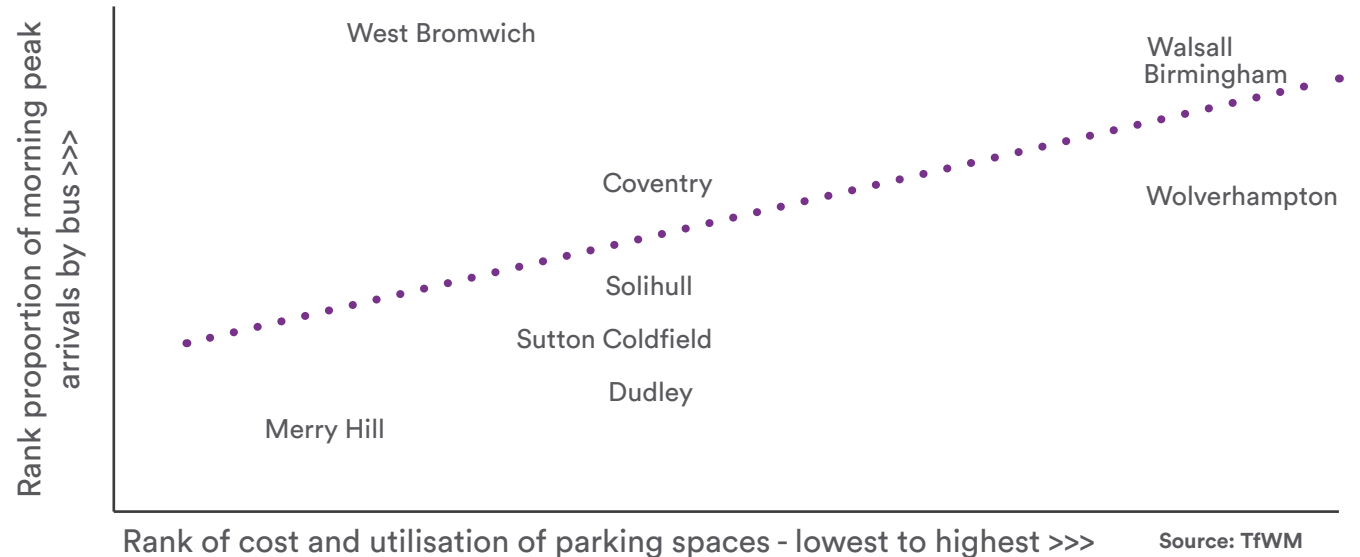 Rank proportion of morning peak
arrivals by bus >>>
West Bromwich
Walsall
Birmingham
Coventry
Wolverhampton
Solihull
Sutton Coldfield
Dudley
Merry Hill
Rank of cost and utilisation of parking spaces - lowest to highest >>>
Source: TfWM